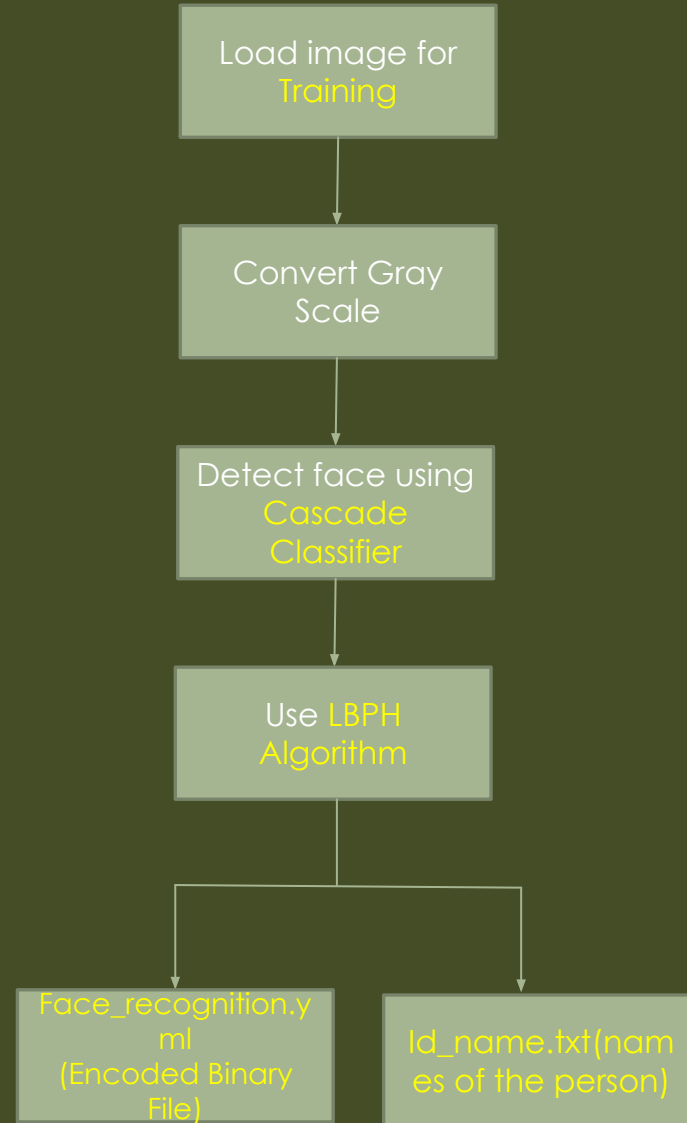 Load image for
Training
Convert Gray
Scale
Detect face using
Cascade
Classifier
Use LBPH
Algorithm
Face_recognition.y
ml
(Encoded Binary
File)
Id_name.txt(nam
es of the person)